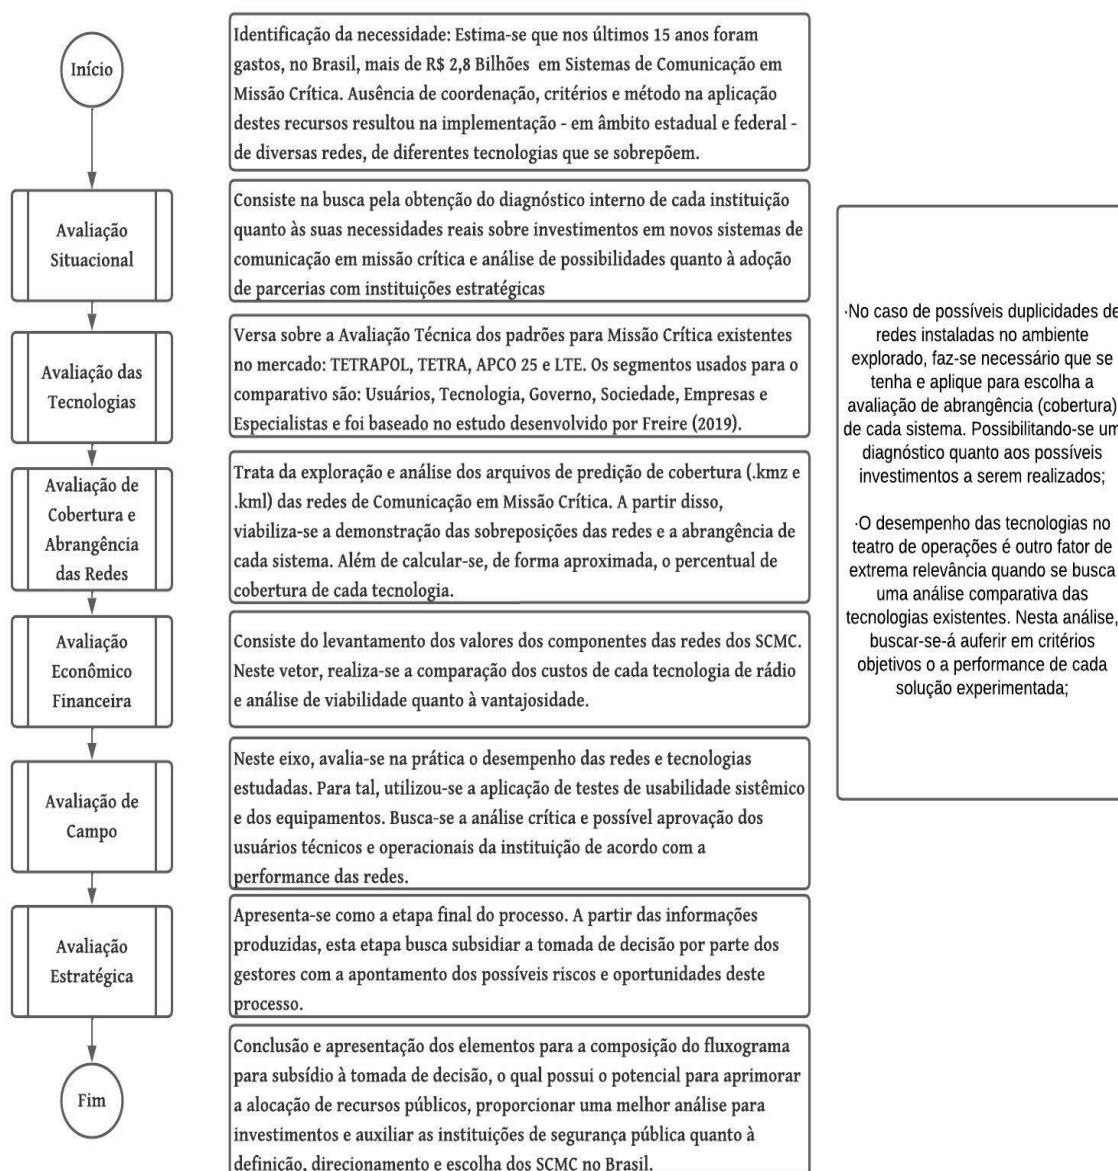 Início
Identificação da necessidade: Estima-se que nos últimos 15 anos foram
gastos, no Brasil, mais de R$ 2,8 Bilhões em Sistemas de Comunicação em
Missão Crítica. Ausência de coordenação, critérios e método na aplicação
destes recursos resultou na implementação - em âmbito estadual e federal -
de diversas redes, de diferentes tecnologias que se sobrepõem.
Avaliação
Situacional
Consiste na busca pela obtenção do diagnóstico interno de cada instituição
quanto às suas necessidades reais sobre investimentos em novos sistemas de
comunicação em missão crítica e análise de possibilidades quanto à adoção
de parcerias com instituições estratégicas
Avaliação das
Tecnologias
Versa sobre a Avaliação Técnica dos padrões para Missão Crítica existentes
no mercado: TETRAPOL, TETRA, APCO 25 e LTE. Os segmentos usados para o
comparativo são: Usuários, Tecnologia, Governo, Sociedade, Empresas e
Especialistas e foi baseado no estudo desenvolvido por Freire (2019).
Avaliação de
Cobertura e
Abrangência
das Redes
Trata da exploração e análise dos arquivos de predição de cobertura (.kmz e
.kml) das redes de Comunicação em Missão Crítica. A partir disso,
viabiliza-se a demonstração das sobreposições das redes e a abrangência de
cada sistema. Além de calcular-se, de forma aproximada, o percentual de
cobertura de cada tecnologia.
Avaliação
Econômico
Financeira
Consiste do levantamento dos valores dos componentes das redes dos SCMC.
Neste vetor, realiza-se a comparação dos custos de cada tecnologia de rádio
e análise de viabilidade quanto à vantajosidade.
Avaliação de
Campo
Neste eixo, avalia-se na prática o desempenho das redes e tecnologias
estudadas. Para tal, utilizou-se a aplicação de testes de usabilidade sistêmico
e dos equipamentos. Busca-se a análise crítica e possível aprovação dos
usuários técnicos e operacionais da instituição de acordo com a
performance das redes.
Avaliação
Estratégica
Apresenta-se como a etapa final do processo. A partir das informações
produzidas, esta etapa busca subsidiar a tomada de decisão por parte dos
gestores com a apontamento dos possíveis riscos e oportunidades deste
processo.
Fim
Conclusão e apresentação dos elementos para a composição do fluxograma
para subsídio à tomada de decisão, o qual possui o potencial para aprimorar
a alocação de recursos públicos, proporcionar uma melhor análise para
investimentos e auxiliar as instituições de segurança pública quanto à
definição, direcionamento e escolha dos SCMC no Brasil.
·No caso de possíveis duplicidades de
redes instaladas no ambiente
explorado, faz-se necessário que se
tenha e aplique para escolha a
avaliação de abrangência (cobertura)
de cada sistema. Possibilitando-se um
diagnóstico quanto aos possíveis
investimentos a serem realizados;
·O desempenho das tecnologias no
teatro de operações é outro fator de
extrema relevância quando se busca
uma análise comparativa das
tecnologias existentes. Nesta análise,
buscar-se-á auferir em critérios
objetivos o a performance de cada
solução experimentada;